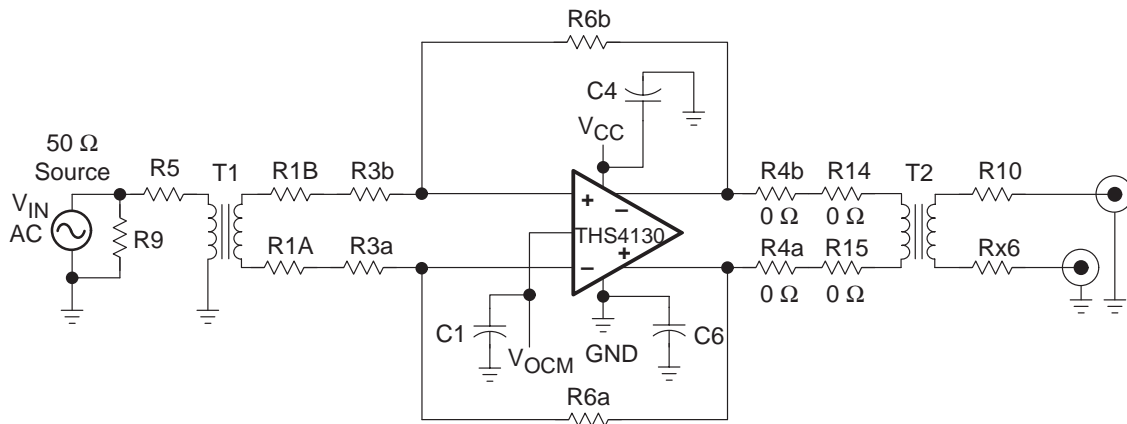 R6b
C4
V_CC
50 Ω
Source
V_IN
AC
R9
R5
T1
R1B
R3b
R1A
R3a
+
−
THS4130
+
−
R4b
0 Ω
R14
0 Ω
R4a
0 Ω
R15
0 Ω
T2
R10
Rx6
C1
V_OCM
GND
C6
R6a